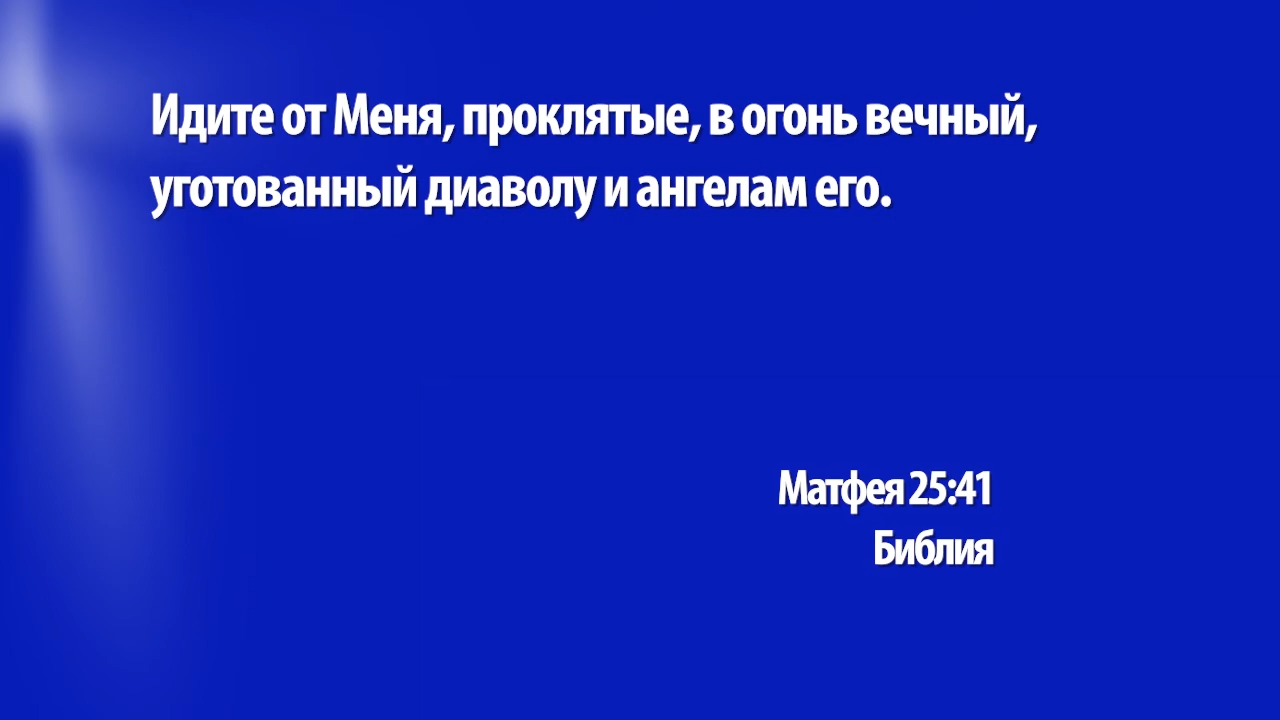 Идите от Меня, проклятые, в огонь вечный,
уготованный диаволу и ангелам его.
Матфея 25:41
Библия